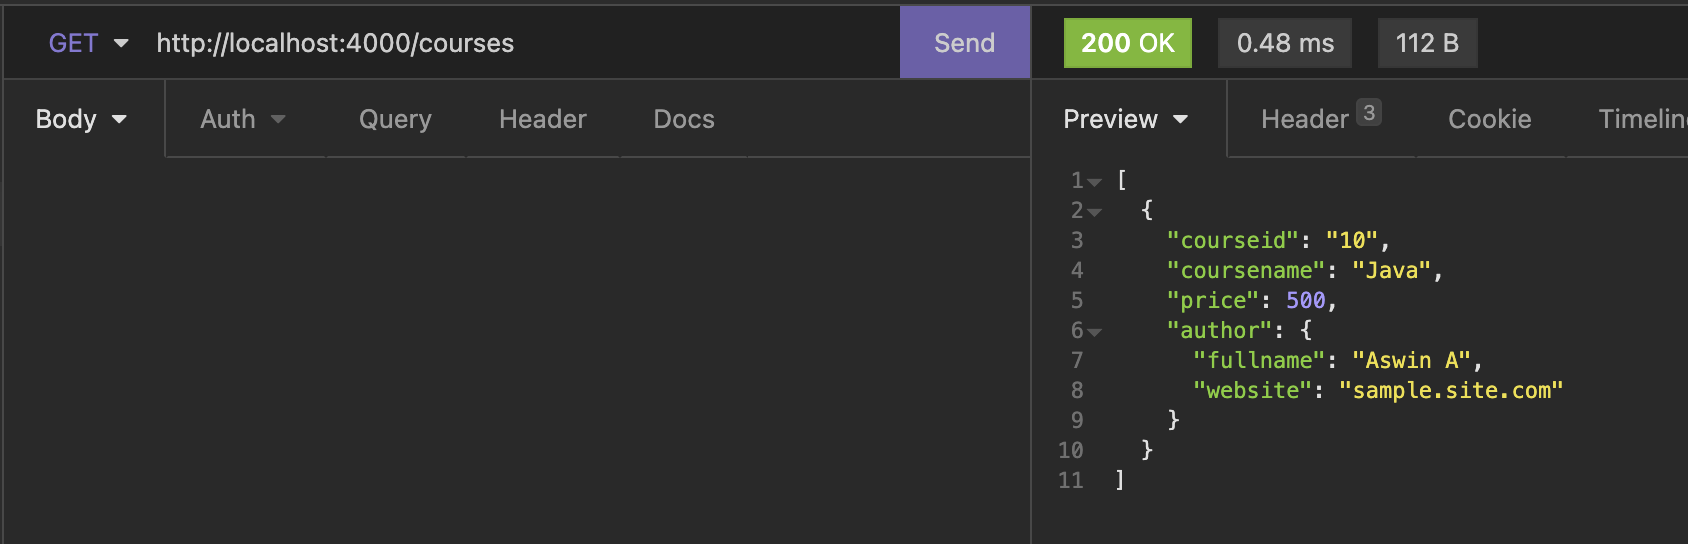 GET http://localhost:4000/courses Send 200 OK 0.48 ms 112 B
Body Auth Query Header Docs Preview Header 3 Cookie Timelin
1 [
2 {
3 "courseid": "10",
4 "coursename": "Java",
5 "price": 500,
6 "author": {
7 "fullname": "Aswin A",
8 "website": "sample.site.com"
9 }
10 }
11 ]